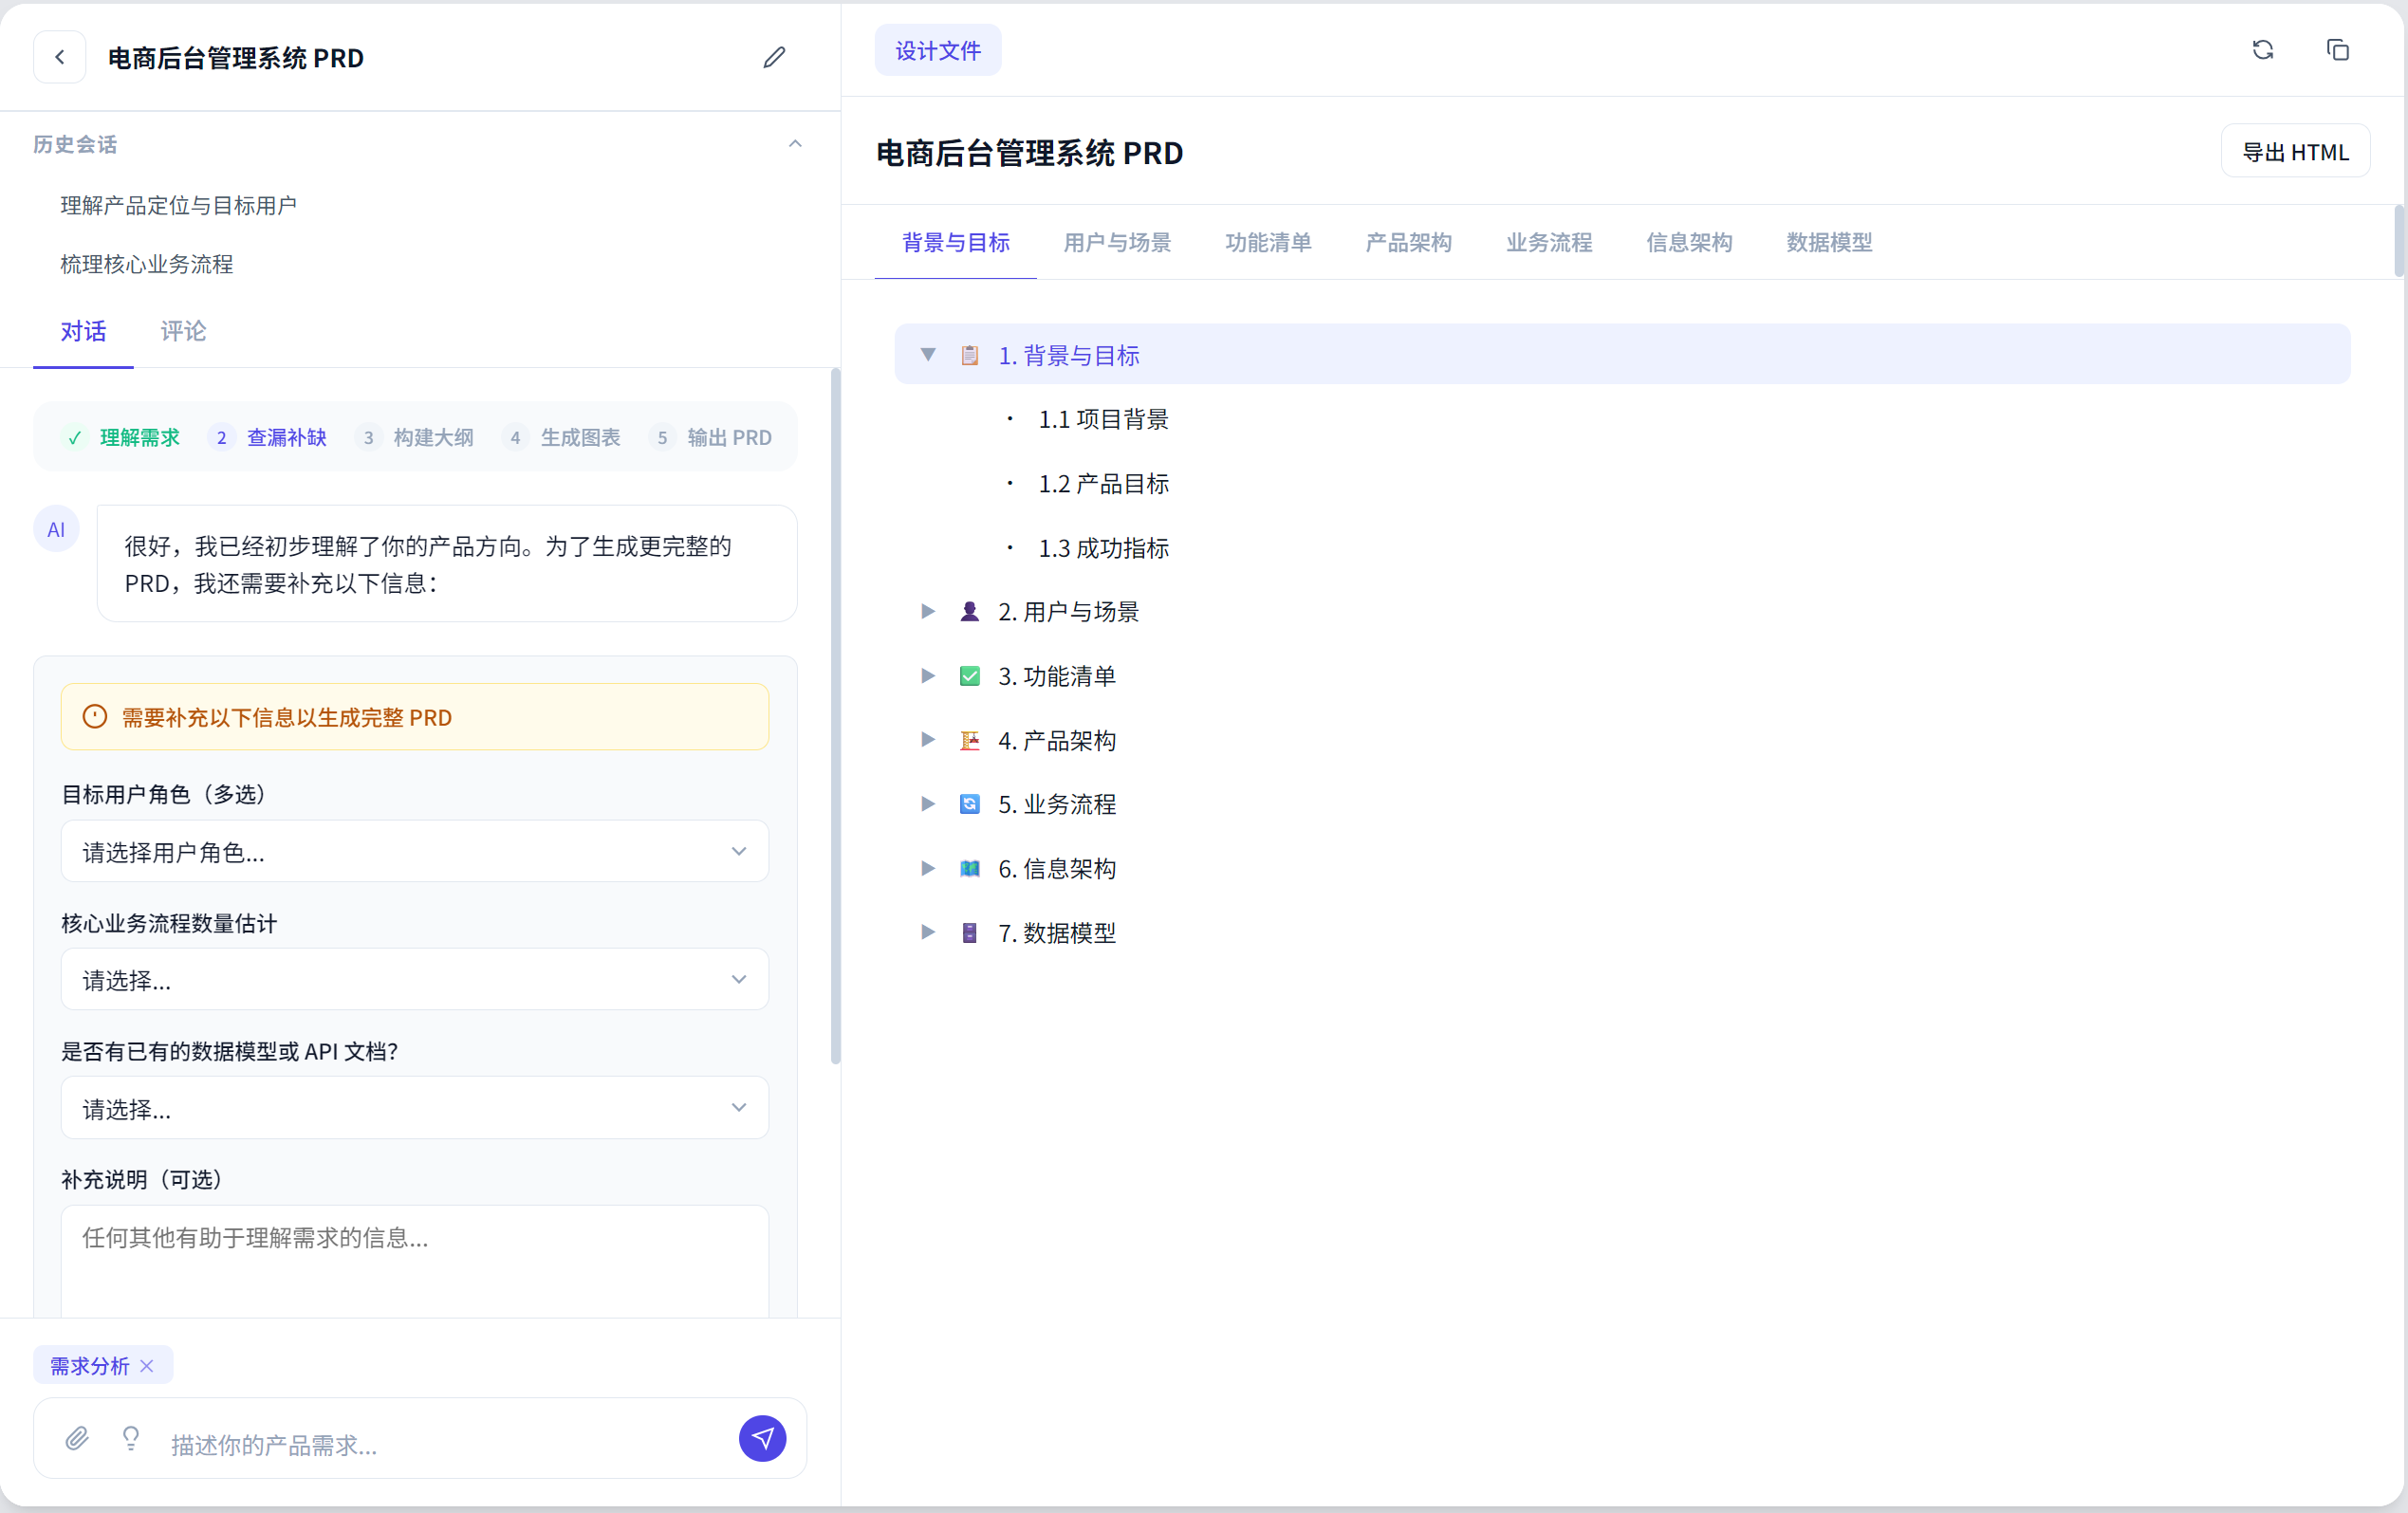 电商后台管理系统 PRD
历史会话
理解产品定位与目标用户
梳理核心业务流程
对话
评论
✓ 理解需求
2 查漏补缺
3 构建大纲
4 生成图表
5 输出 PRD
AI
很好，我已经初步理解了你的产品方向。为了生成更完整的
PRD，我还需要补充以下信息：
需要补充以下信息以生成完整 PRD
目标用户角色（多选）
请选择用户角色...
核心业务流程数量估计
请选择...
是否有已有的数据模型或 API 文档？
请选择...
补充说明（可选）
任何其他有助于理解需求的信息...
需求分析 ×
描述你的产品需求...
设计文件
电商后台管理系统 PRD
导出 HTML
背景与目标
用户与场景
功能清单
产品架构
业务流程
信息架构
数据模型
1. 背景与目标
· 1.1 项目背景
· 1.2 产品目标
· 1.3 成功指标
2. 用户与场景
3. 功能清单
4. 产品架构
5. 业务流程
6. 信息架构
7. 数据模型